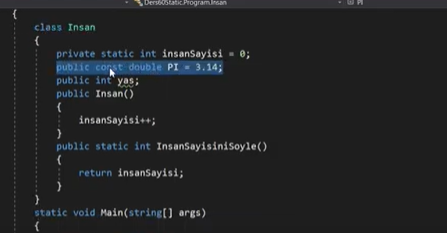 Ders60Static.Program.Insan
{
class Insan
{
private static int insanSayisi = 0;
public const double PI = 3.14;
public int yas;
public Insan()
{
insanSayisi++;
}
public static int InsanSayisiniSoyle()
{
return insanSayisi;
}
}
static void Main(string[] args)
{